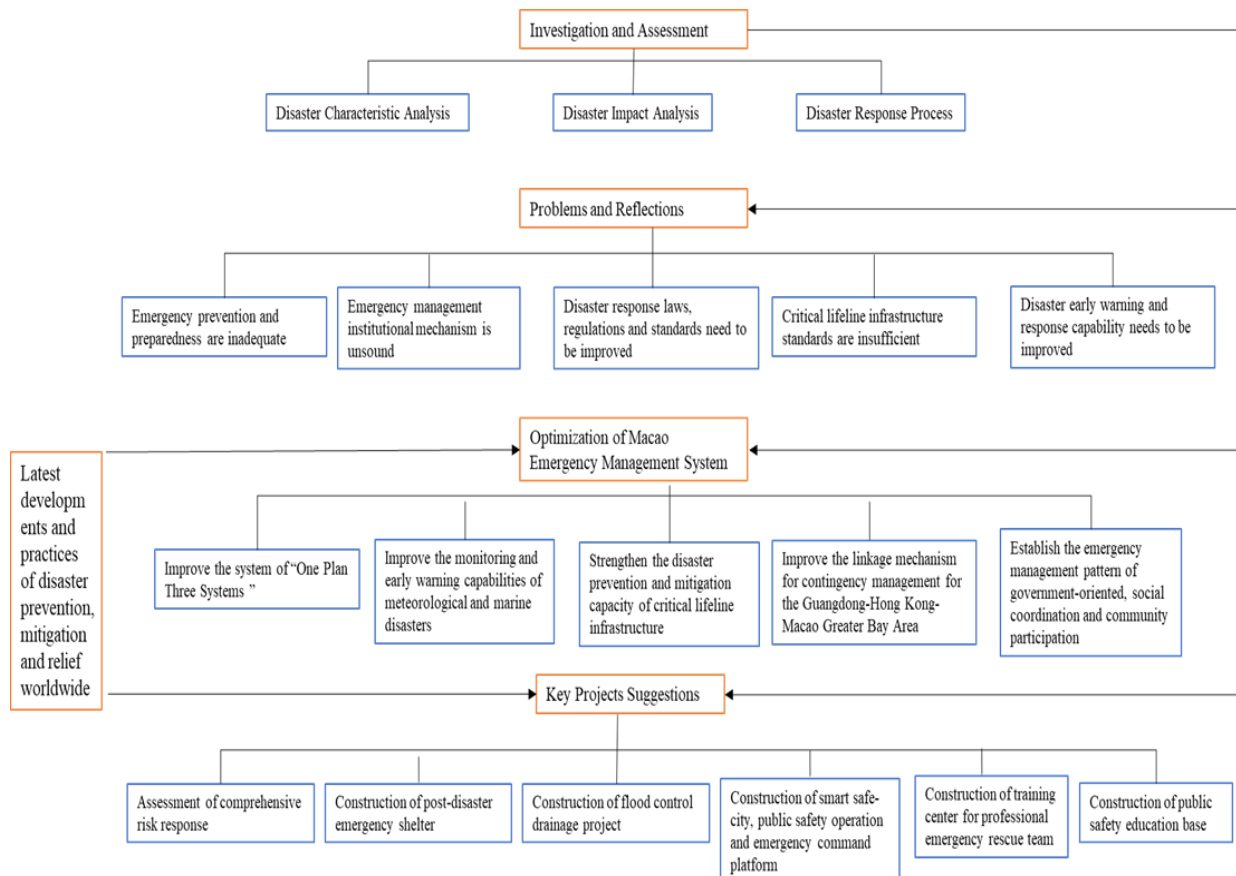 Investigation and Assessment
Disaster Characteristic Analysis
Disaster Impact Analysis
Disaster Response Process
Problems and Reflections
Emergency prevention and
preparedness are inadequate
Emergency management
institutional mechanism is
unsound
Disaster response laws,
regulations and standards need to
be improved
Critical lifeline infrastructure
standards are insufficient
Disaster early warning and
response capability needs to be
improved
Latest
developm
ents and
practices
of disaster
prevention,
mitigation
and relief
worldwide
Optimization of Macao
Emergency Management System
Improve the system of “One Plan
Three Systems ”
Improve the monitoring and
early warning capabilities of
meteorological and marine
disasters
Strengthen the disaster
prevention and mitigation
capacity of critical lifeline
infrastructure
Improve the linkage mechanism
for contingency management for
the Guangdong-Hong Kong-
Macao Greater Bay Area
Establish the emergency
management pattern of
government-oriented, social
coordination and community
participation
Key Projects Suggestions
Assessment of comprehensive
risk response
Construction of post-disaster
emergency shelter
Construction of flood control
drainage project
Construction of smart safe-
city, public safety operation
and emergency command
platform
Construction of training
center for professional
emergency rescue team
Construction of public
safety education base